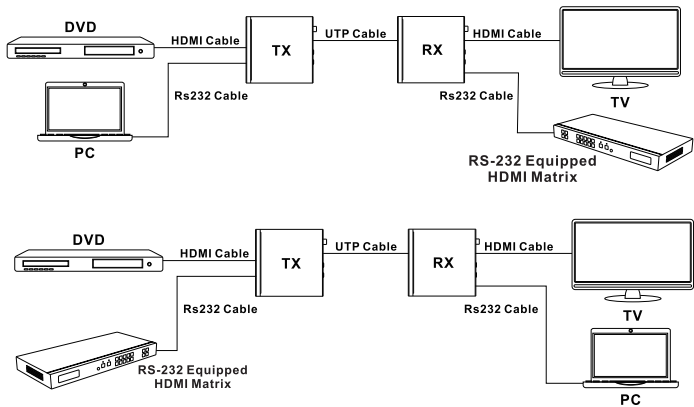 DVD
HDMI Cable
TX
UTP Cable
RX
HDMI Cable
TV
Rs232 Cable
Rs232 Cable
PC
RS-232 Equipped
HDMI Matrix
DVD
HDMI Cable
TX
UTP Cable
RX
HDMI Cable
TV
Rs232 Cable
Rs232 Cable
RS-232 Equipped
HDMI Matrix
PC